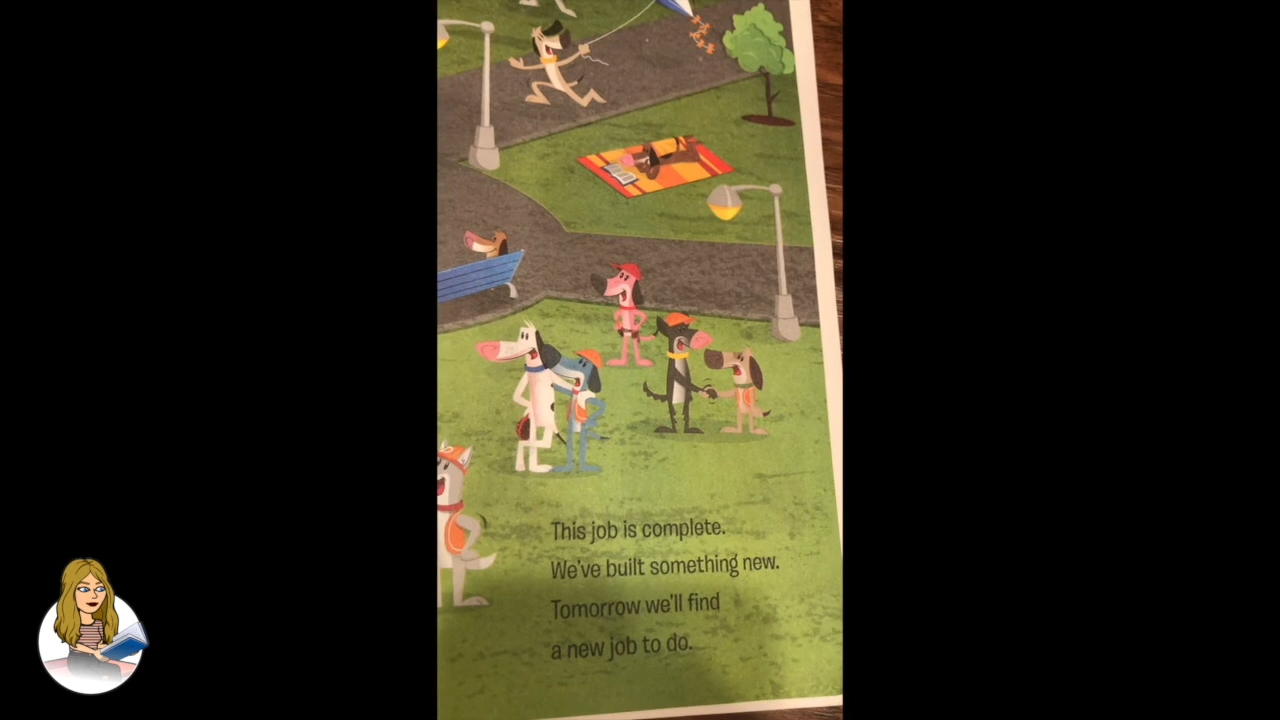 This job is complete.
We've built something new.
Tomorrow we'll find
a new job to do.